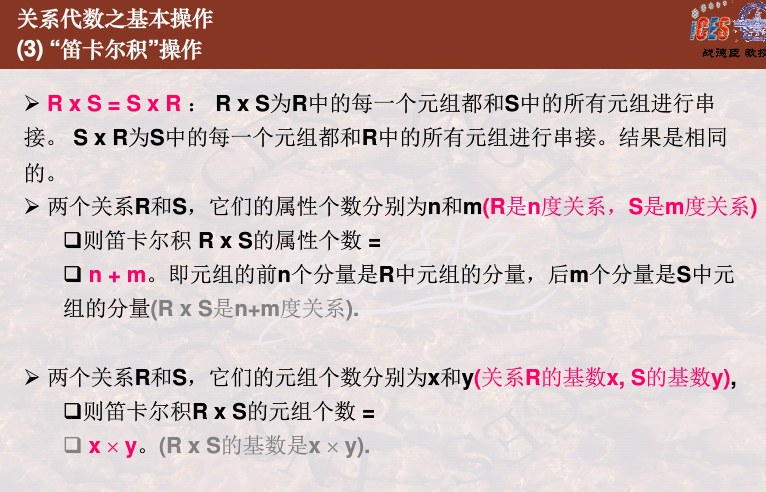 关系代数之基本操作
(3) “笛卡尔积”操作
ICES
战德臣 教授
➢ R x S = S x R ： R x S为R中的每一个元组都和S中的所有元组进行串
接。 S x R为S中的每一个元组都和R中的所有元组进行串接。结果是相同
的。
➢ 两个关系R和S，它们的属性个数分别为n和m(R是n度关系，S是m度关系)
❑则笛卡尔积 R x S的属性个数 =
❑ n + m。即元组的前n个分量是R中元组的分量，后m个分量是S中元
组的分量(R x S是n+m度关系).
➢ 两个关系R和S，它们的元组个数分别为x和y(关系R的基数x, S的基数y),
❑则笛卡尔积R x S的元组个数 =
❑ x × y。(R x S的基数是x × y).